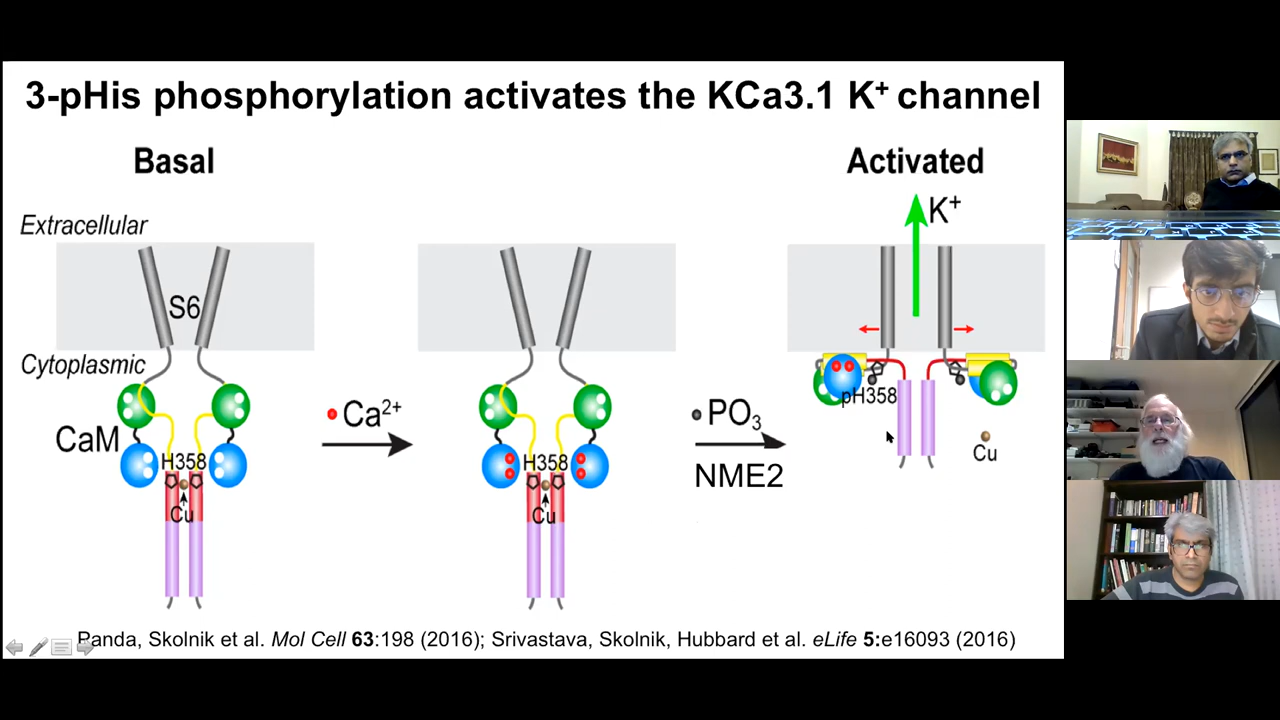 3-pHis phosphorylation activates the KCa3.1 K⁺ channel
Basal
Activated
K⁺
Extracellular
S6
Cytoplasmic
CaM
H358
Cu
Ca²⁺
H358
Cu
PO₃
NME2
pH358
Cu
Panda, Skolnik et al. Mol Cell 63:198 (2016); Srivastava, Skolnik, Hubbard et al. eLife 5:e16093 (2016)